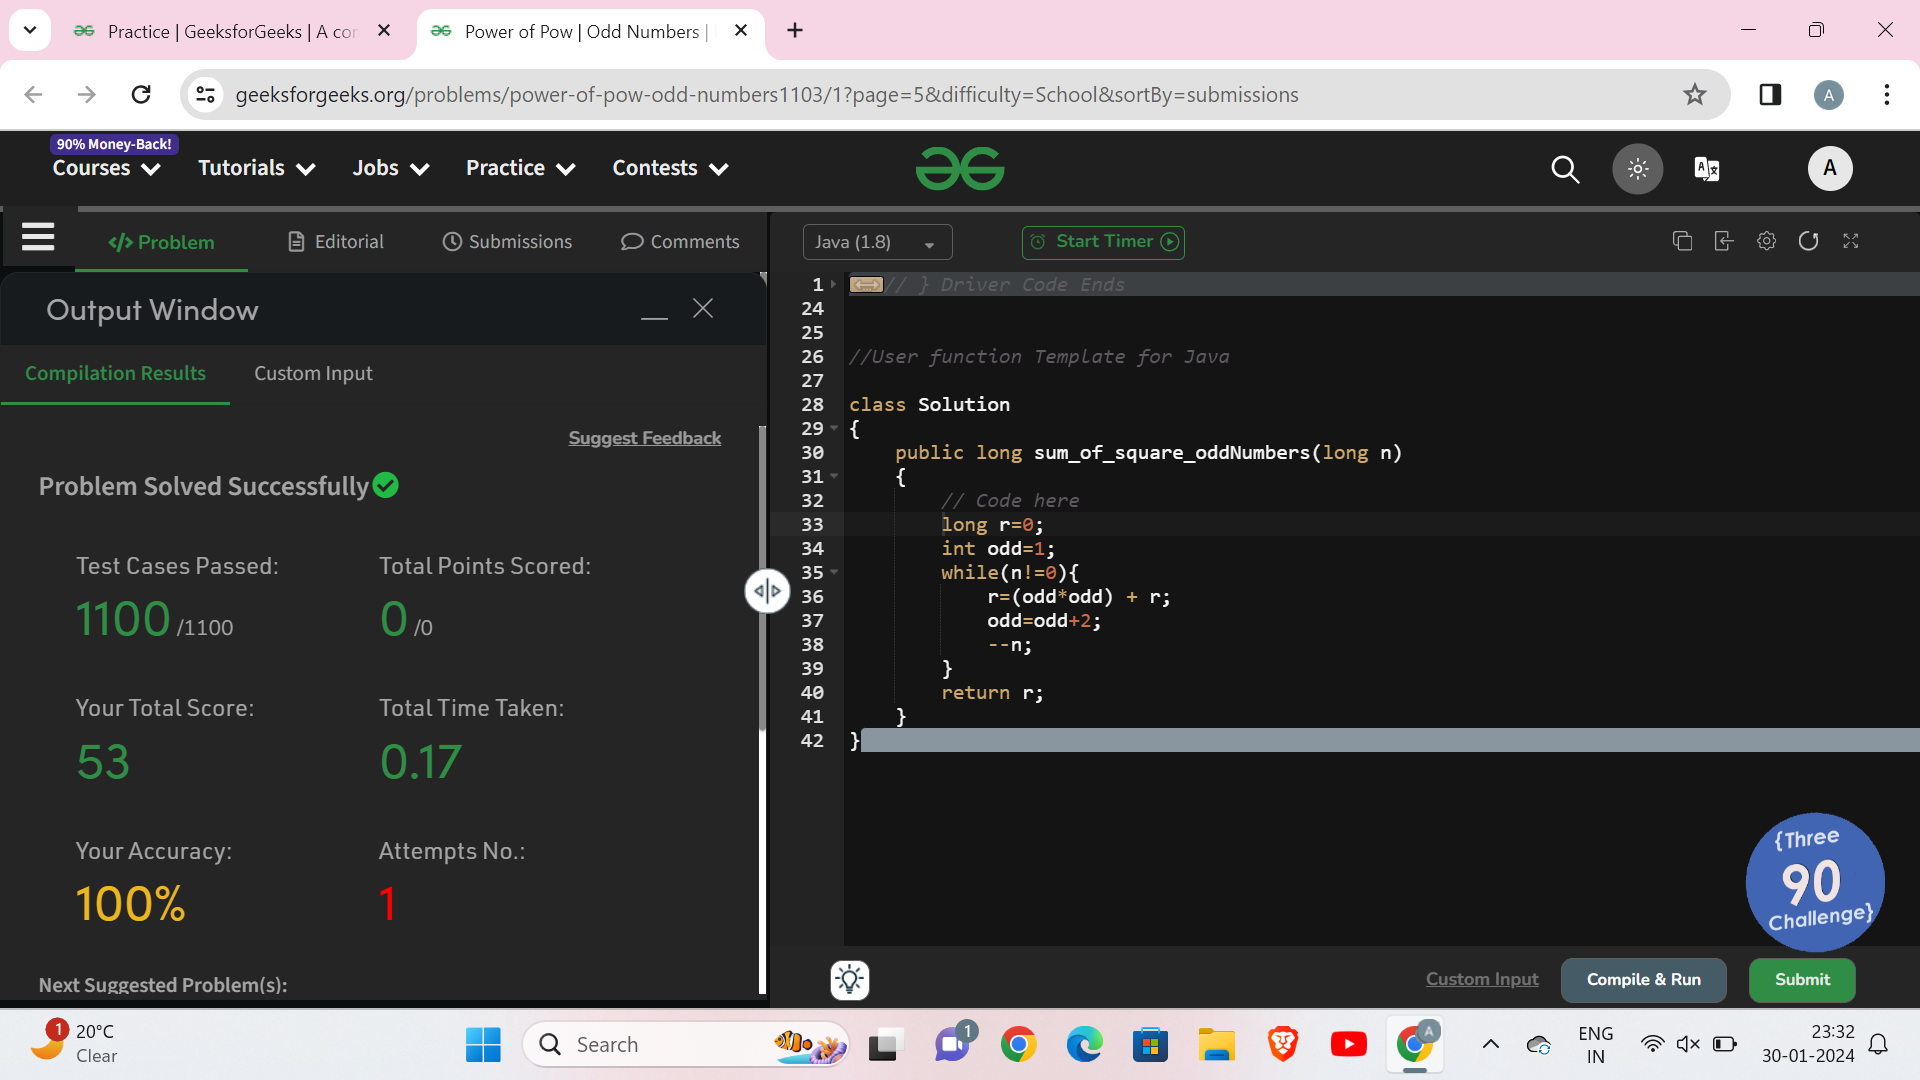 Practice | GeeksforGeeks | A cor
Power of Pow | Odd Numbers |
geeksforgeeks.org/problems/power-of-pow-odd-numbers1103/1?page=5&difficulty=School&sortBy=submissions
A
90% Money-Back!
Courses
Tutorials
Jobs
Practice
Contests
A
</> Problem
Editorial
Submissions
Comments
Java (1.8)
Start Timer
Output Window
Compilation Results
Custom Input
Suggest Feedback
Problem Solved Successfully
Test Cases Passed:
1100 /1100
Total Points Scored:
0 /0
Your Total Score:
53
Total Time Taken:
0.17
Your Accuracy:
100%
Attempts No.:
1
Next Suggested Problem(s):
1 // } Driver Code Ends
24
25
26 //User function Template for Java
27
28 class Solution
29 {
30 public long sum_of_square_oddNumbers(long n)
31 {
32 // Code here
33 long r=0;
34 int odd=1;
35 while(n!=0){
36 r=(odd*odd) + r;
37 odd=odd+2;
38 --n;
39 }
40 return r;
41 }
42 }
{Three
90
Challenge}
Custom Input
Compile & Run
Submit
1
20°C
Clear
Search
1
A
ENG
IN
23:32
30-01-2024